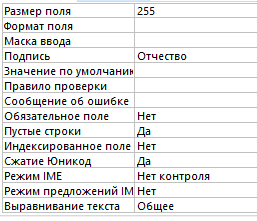 Размер поля 255
Формат поля
Маска ввода
Подпись Отчество
Значение по умолчани
Правило проверки
Сообщение об ошибке
Обязательное поле Нет
Пустые строки Да
Индексированное поле Нет
Сжатие Юникод Да
Режим IME Нет контроля
Режим предложений IM Нет
Выравнивание текста Общее